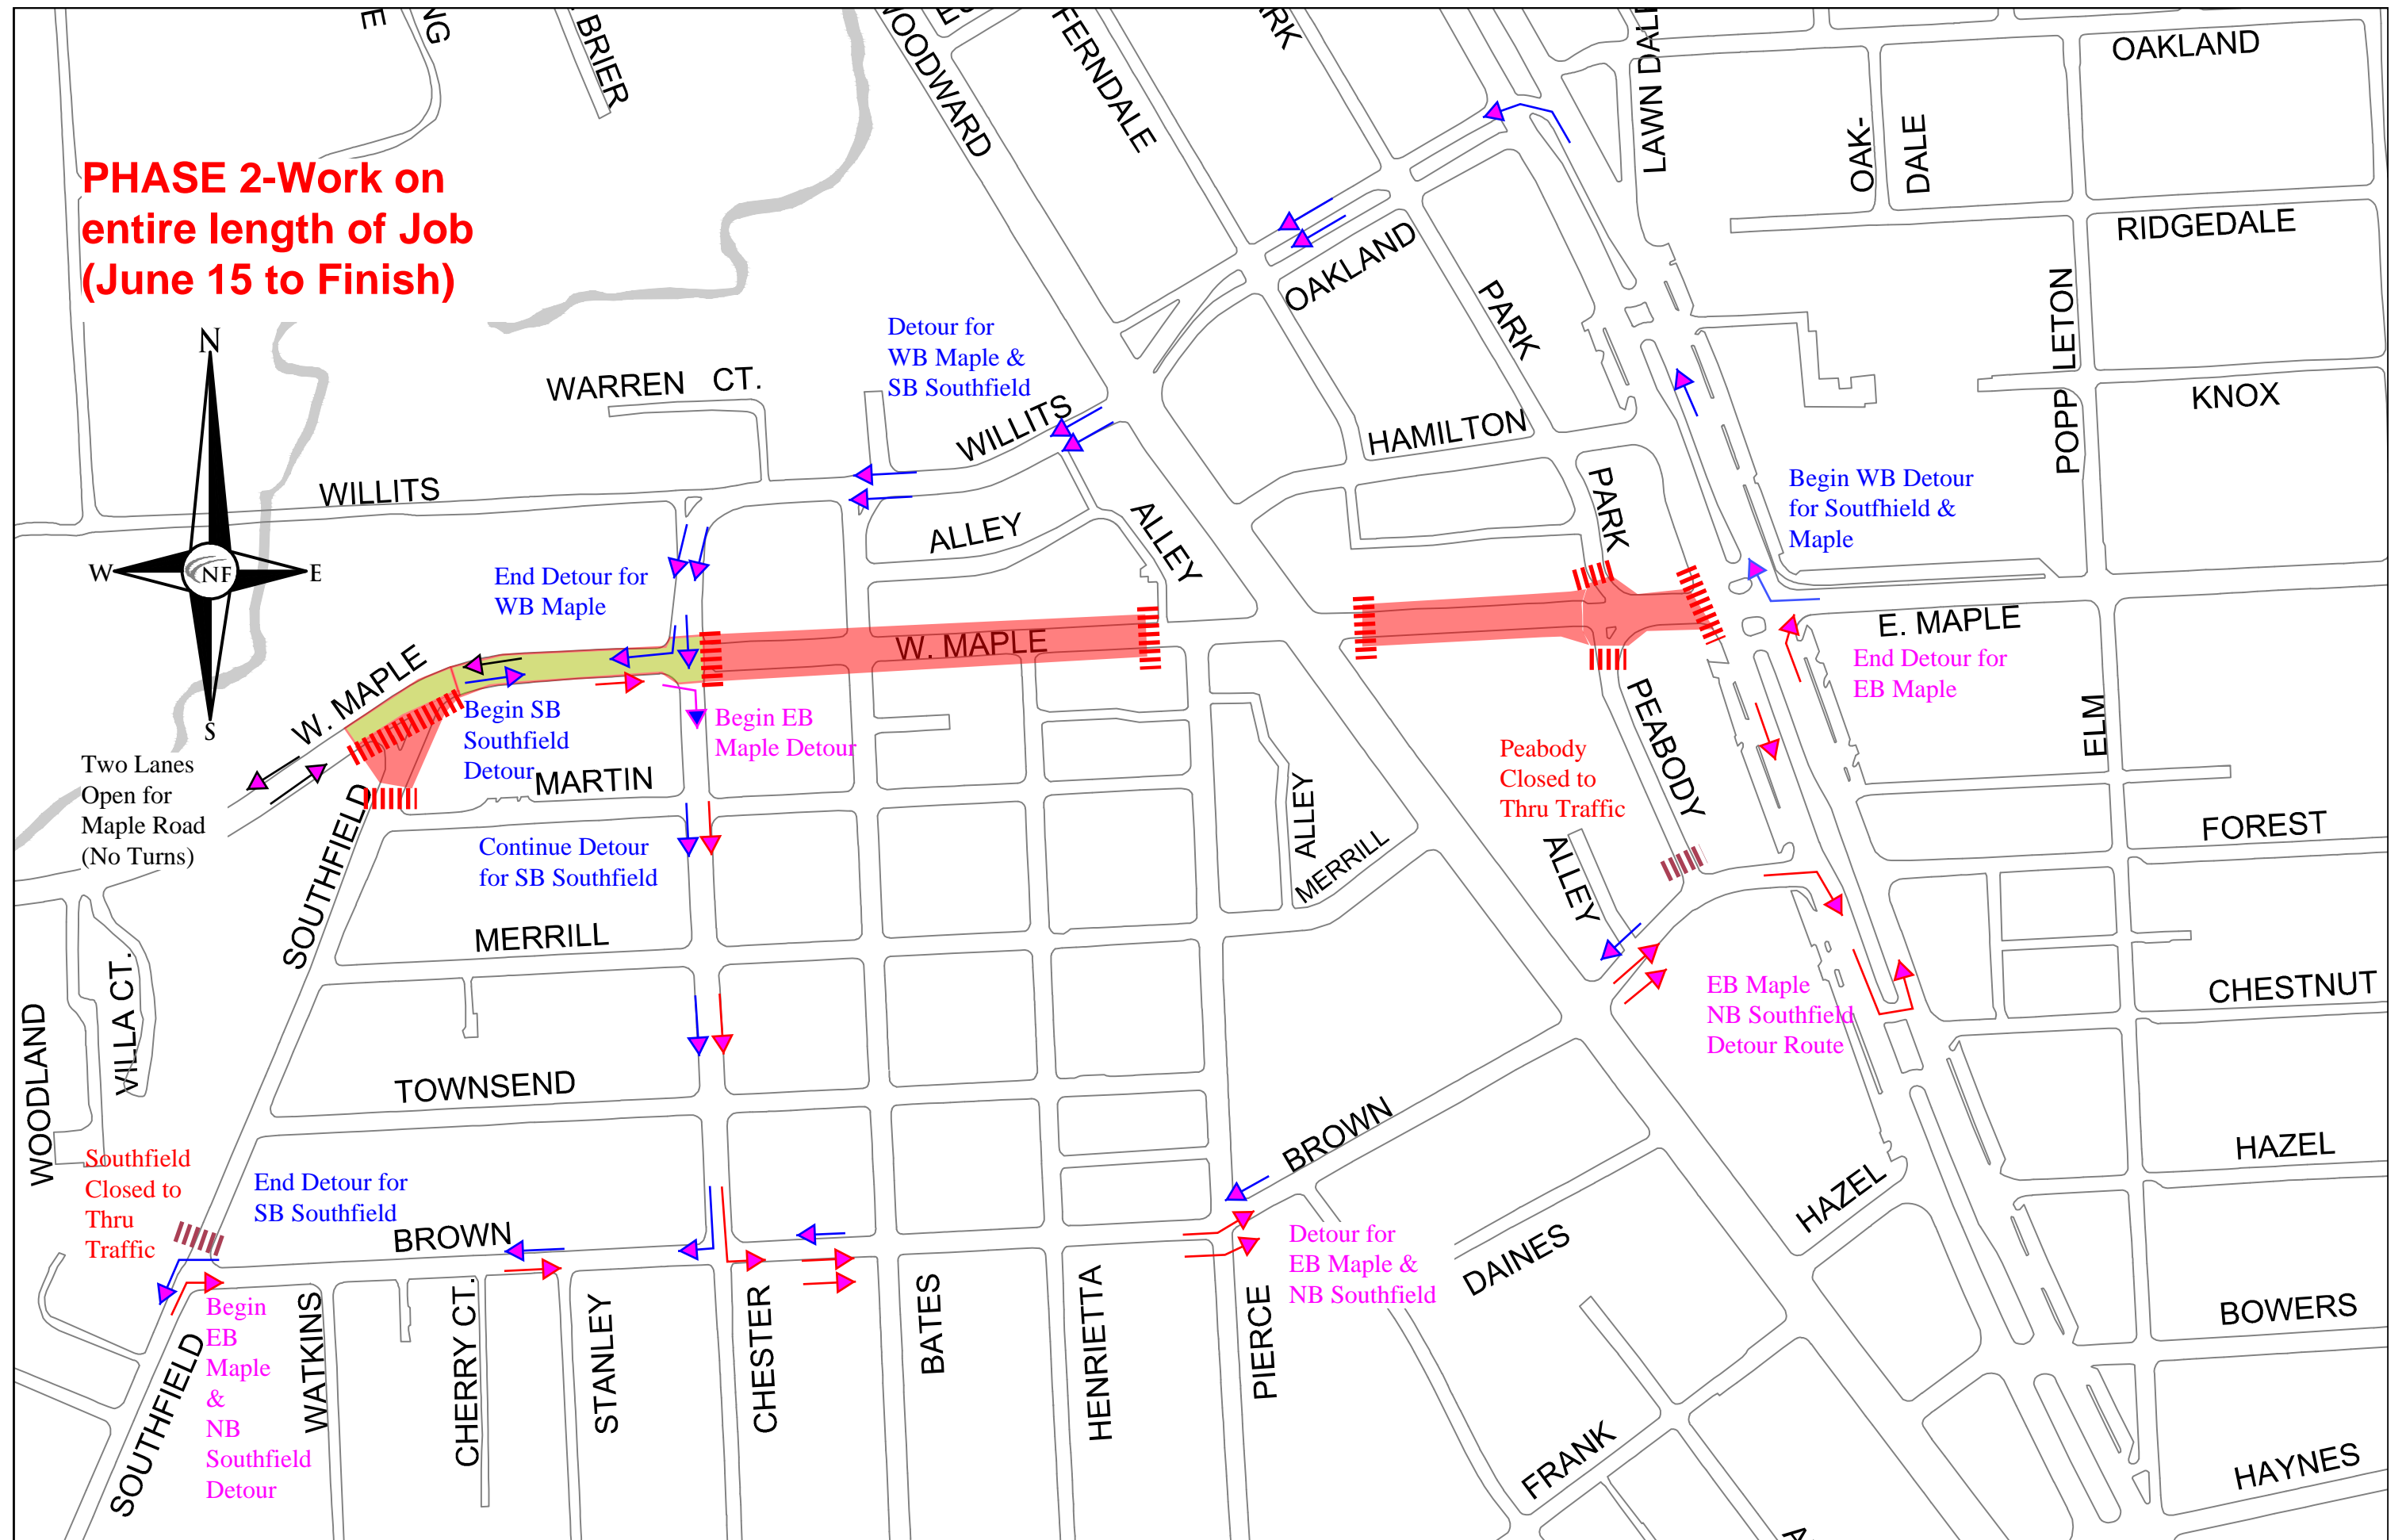 E
NG
BRIER
WOODWARD
FERNDALE
LAWN DALE
OAKLAND
OAK-
DALE
PHASE 2-Work on
entire length of Job
(June 15 to Finish)
RIDGEDALE
OAKLAND
PARK
POPP LETON
KNOX
N
W
NF
E
S
WARREN CT.
Detour for
WB Maple &
SB Southfield
WILLITS
WILLITS
HAMILTON
PARK
ALLEY
ALLEY
Begin WB Detour
for Soutfhield &
Maple
End Detour for
WB Maple
W. MAPLE
W. MAPLE
E. MAPLE
End Detour for
EB Maple
Begin SB
Southfield
Detour
Begin EB
Maple Detour
PEABODY
ELM
Peabody
Closed to
Thru Traffic
Two Lanes
Open for
Maple Road
(No Turns)
MARTIN
SOUTHFIELD
ALLEY
MERRILL
ALLEY
FOREST
Continue Detour
for SB Southfield
MERRILL
VILLA CT.
WOODLAND
EB Maple
NB Southfield
Detour Route
CHESTNUT
TOWNSEND
BROWN
HAZEL
HAZEL
Southfield
Closed to
Thru
Traffic
End Detour for
SB Southfield
BROWN
Detour for
EB Maple &
NB Southfield
DAINES
BOWERS
Begin
EB
Maple
&
NB
Southfield
Detour
SOUTHFIELD
WATKINS
CHERRY CT.
STANLEY
CHESTER
BATES
HENRIETTA
PIERCE
FRANK
HAYNES